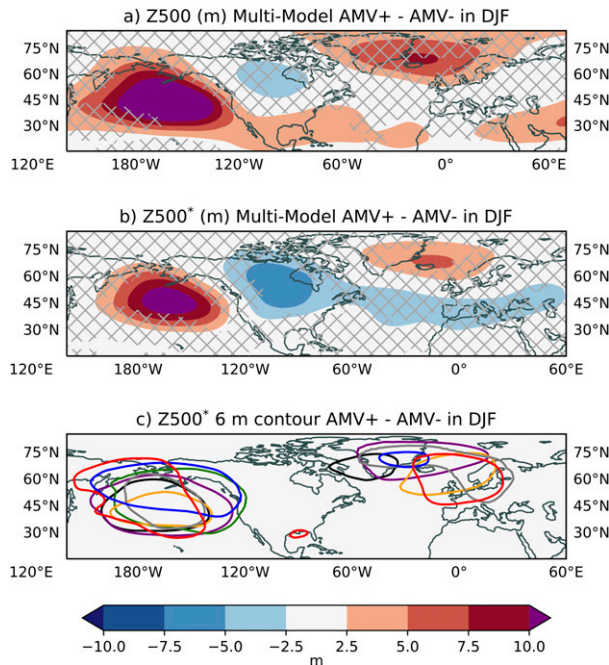 a) Z500 (m) Multi-Model AMV+ - AMV- in DJF
75°N 75°N
60°N 60°N
45°N 45°N
30°N 30°N
120°E 180°W 120°W 60°W 0° 60°E
b) Z500* (m) Multi-Model AMV+ - AMV- in DJF
75°N 75°N
60°N 60°N
45°N 45°N
30°N 30°N
120°E 180°W 120°W 60°W 0° 60°E
c) Z500* 6 m contour AMV+ - AMV- in DJF
75°N 75°N
60°N 60°N
45°N 45°N
30°N 30°N
120°E 180°W 120°W 60°W 0° 60°E
−10.0 −7.5 −5.0 −2.5 2.5 5.0 7.5 10.0
m